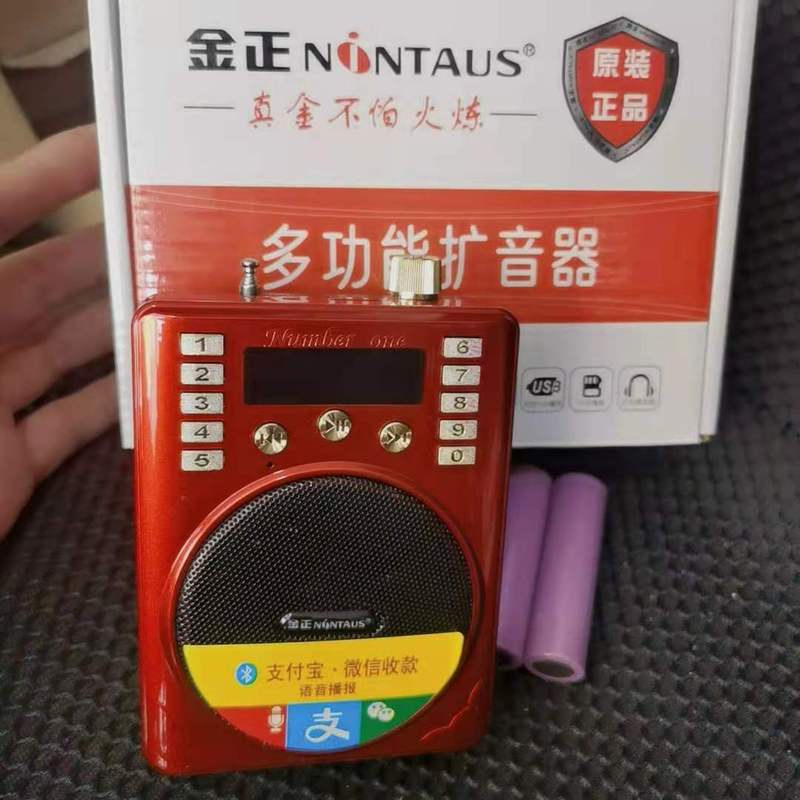 金正 NiNTAUS®
原装
正品
真金不怕火炼
多功能扩音器
USB
Number one
1
2
3
4
5
6
7
8
9
0
金正 NiNTAUS
支付宝·微信收款
语音播报
支